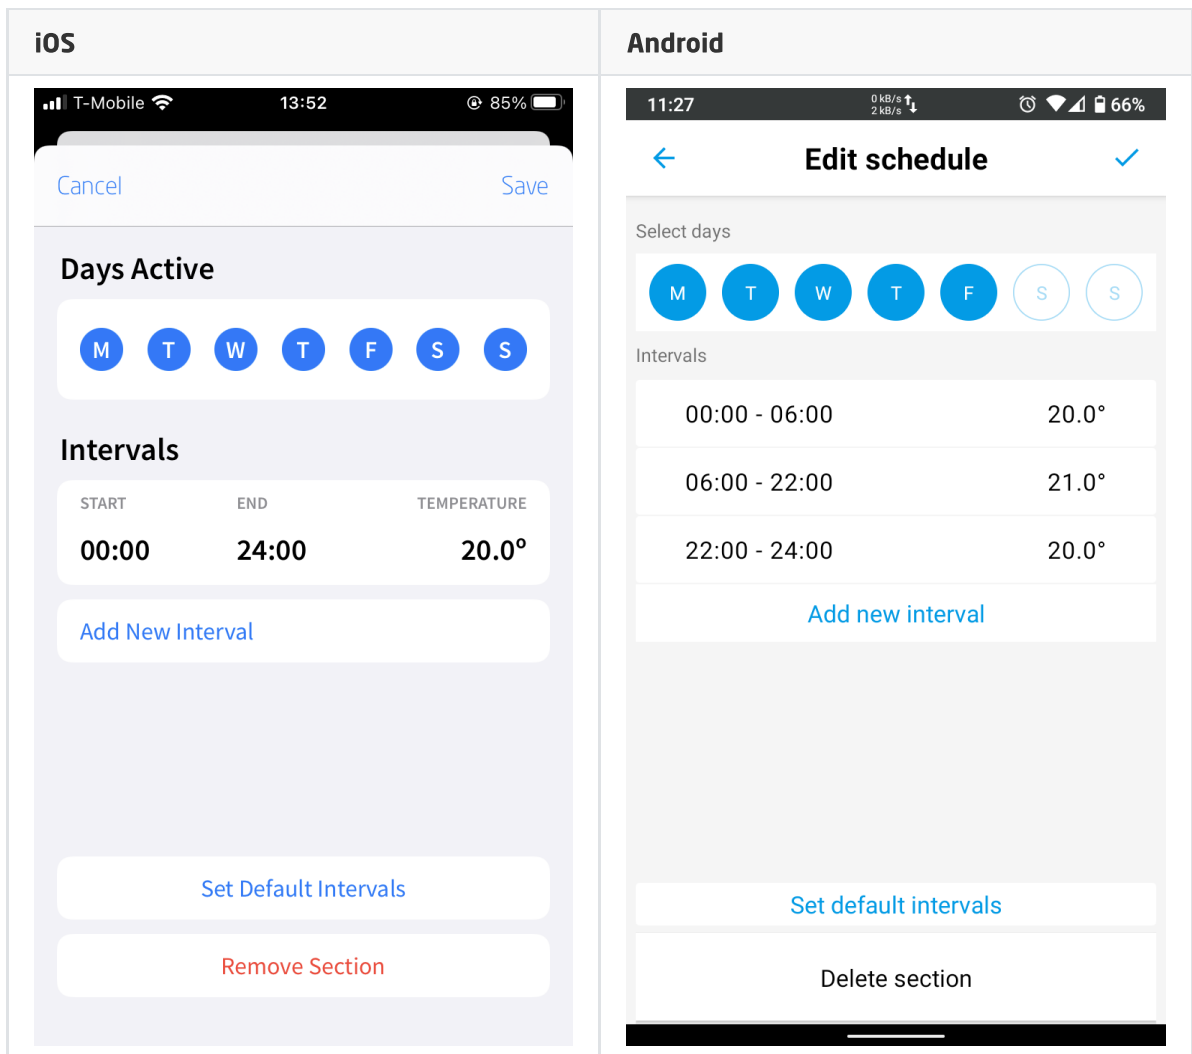 iOS
Android
T-Mobile 13:52 85%
Cancel Save
Days Active
M T W T F S S
Intervals
START END TEMPERATURE
00:00 24:00 20.0º
Add New Interval
Set Default Intervals
Remove Section
11:27 0 kB/s 66%
2 kB/s
Edit schedule
Select days
M T W T F S S
Intervals
00:00 - 06:00 20.0°
06:00 - 22:00 21.0°
22:00 - 24:00 20.0°
Add new interval
Set default intervals
Delete section